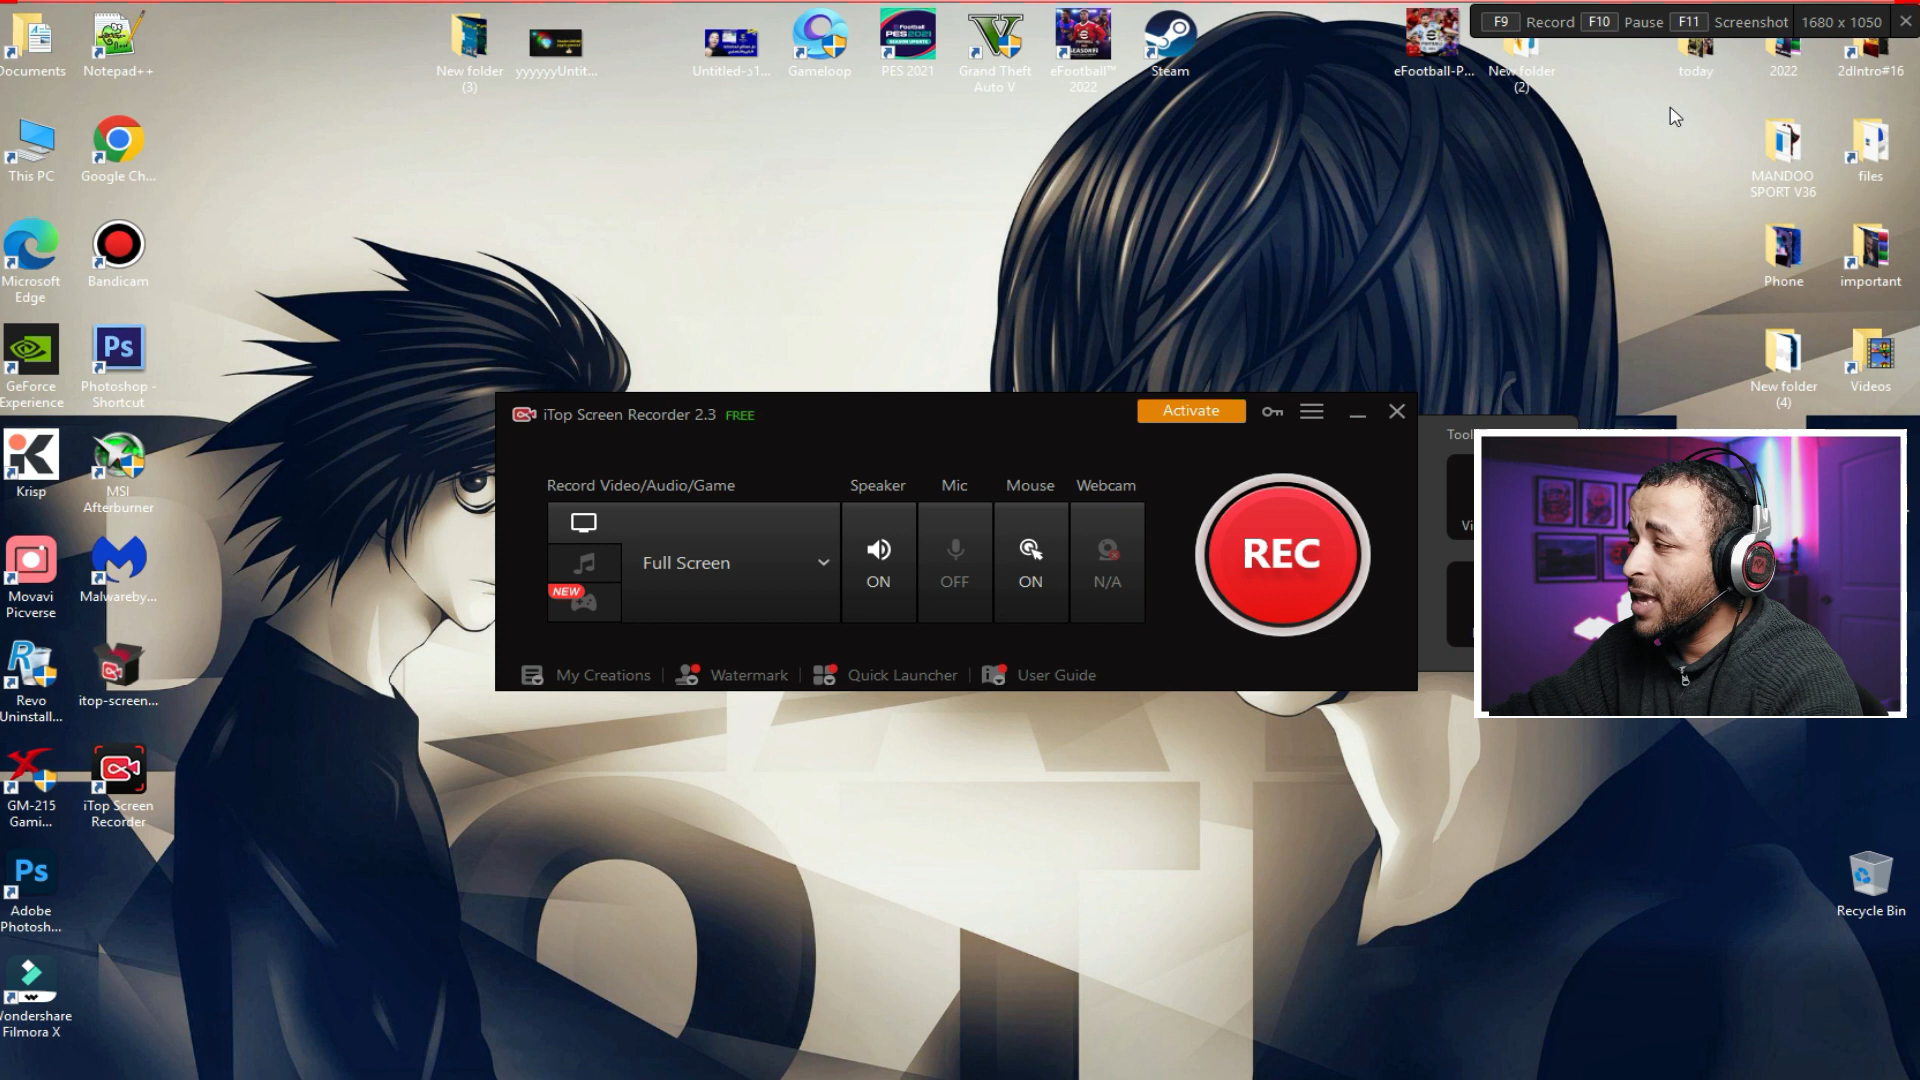 F9 Record F10 Pause F11 Screenshot 1680 x 1050
Documents
Notepad++
New folder
(3)
yyyyyyUntit...
Gameloop
PES 2021
Grand Theft
Auto V
eFootball™
2022
Steam
eFootball-P...
New folder
(2)
today
2022
2dIntro#16
This PC
Google Ch...
MANDOO
SPORT V36
files
Microsoft
Edge
Bandicam
Phone
important
GeForce
Experience
Photoshop -
Shortcut
New folder
(4)
Videos
Krisp
MSI
Afterburner
Movavi
Picverse
Malwareby...
Revo
Uninstall...
itop-screen...
GM-215
Gami...
iTop Screen
Recorder
Adobe
Photosh...
Wondershare
Filmora X
Recycle Bin
iTop Screen Recorder 2.3 FREE
Activate
Record Video/Audio/Game
Speaker
Mic
Mouse
Webcam
Full Screen
NEW
ON
OFF
ON
N/A
REC
My Creations
Watermark
Quick Launcher
User Guide